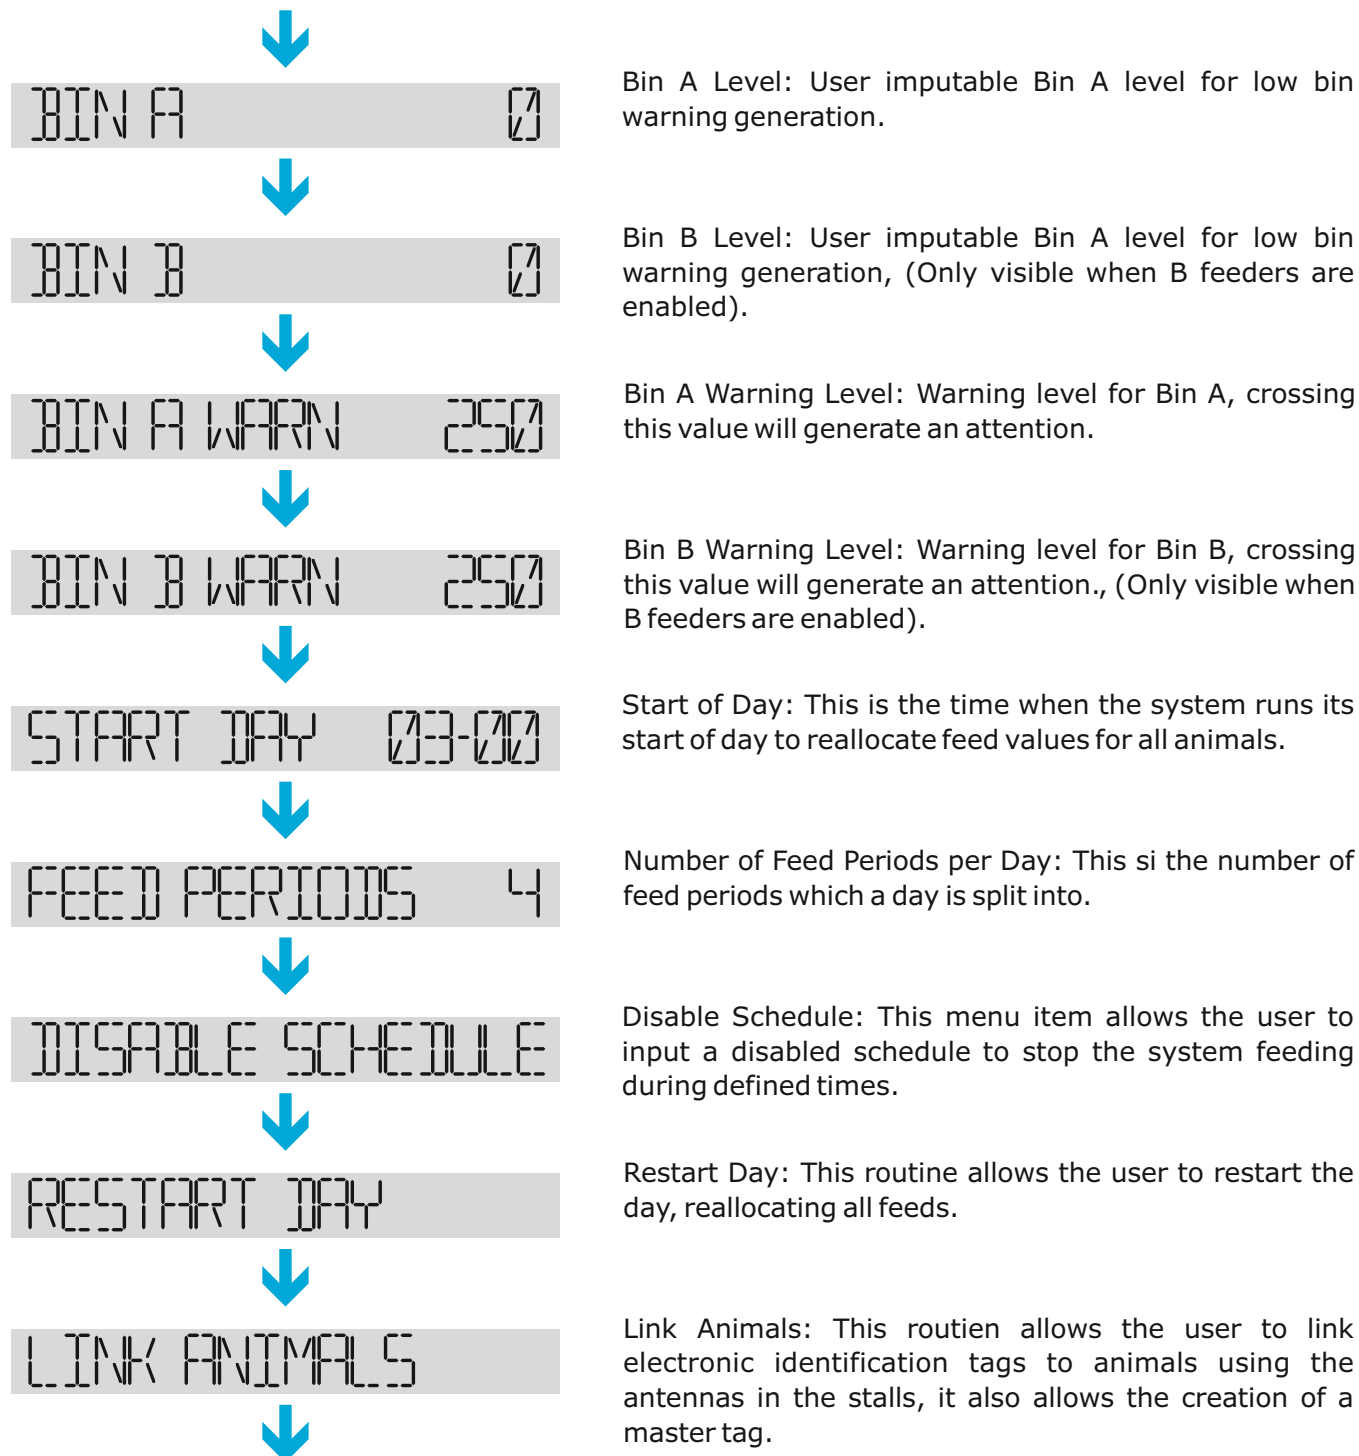 BIN A 0
Bin A Level: User imputable Bin A level for low bin
warning generation.
BIN B 0
Bin B Level: User imputable Bin A level for low bin
warning generation, (Only visible when B feeders are
enabled).
BIN A WARN 250
Bin A Warning Level: Warning level for Bin A, crossing
this value will generate an attention.
BIN B WARN 250
Bin B Warning Level: Warning level for Bin B, crossing
this value will generate an attention., (Only visible when
B feeders are enabled).
START DAY 03-00
Start of Day: This is the time when the system runs its
start of day to reallocate feed values for all animals.
FEED PERIODS 4
Number of Feed Periods per Day: This si the number of
feed periods which a day is split into.
DISABLE SCHEDULE
Disable Schedule: This menu item allows the user to
input a disabled schedule to stop the system feeding
during defined times.
RESTART DAY
Restart Day: This routine allows the user to restart the
day, reallocating all feeds.
LINK ANIMALS
Link Animals: This routien allows the user to link
electronic identification tags to animals using the
antennas in the stalls, it also allows the creation of a
master tag.